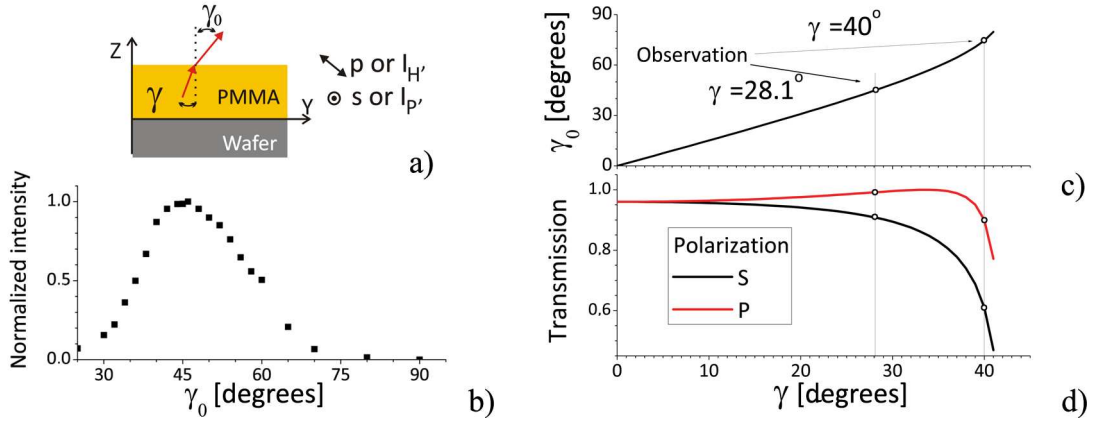 γ₀
Z
γ
PMMA
Y
Wafer
p or l_H'
s or l_P'
a)
Normalized intensity
1.0
0.5
0.0
30 45 60 75 90
γ₀ [degrees]
b)
γ₀ [degrees]
90
60
30
0
γ = 40°
Observation
γ = 28.1°
c)
Transmission
1.0
0.8
0.6
Polarization
S
P
0 10 20 30 40
γ [degrees]
d)